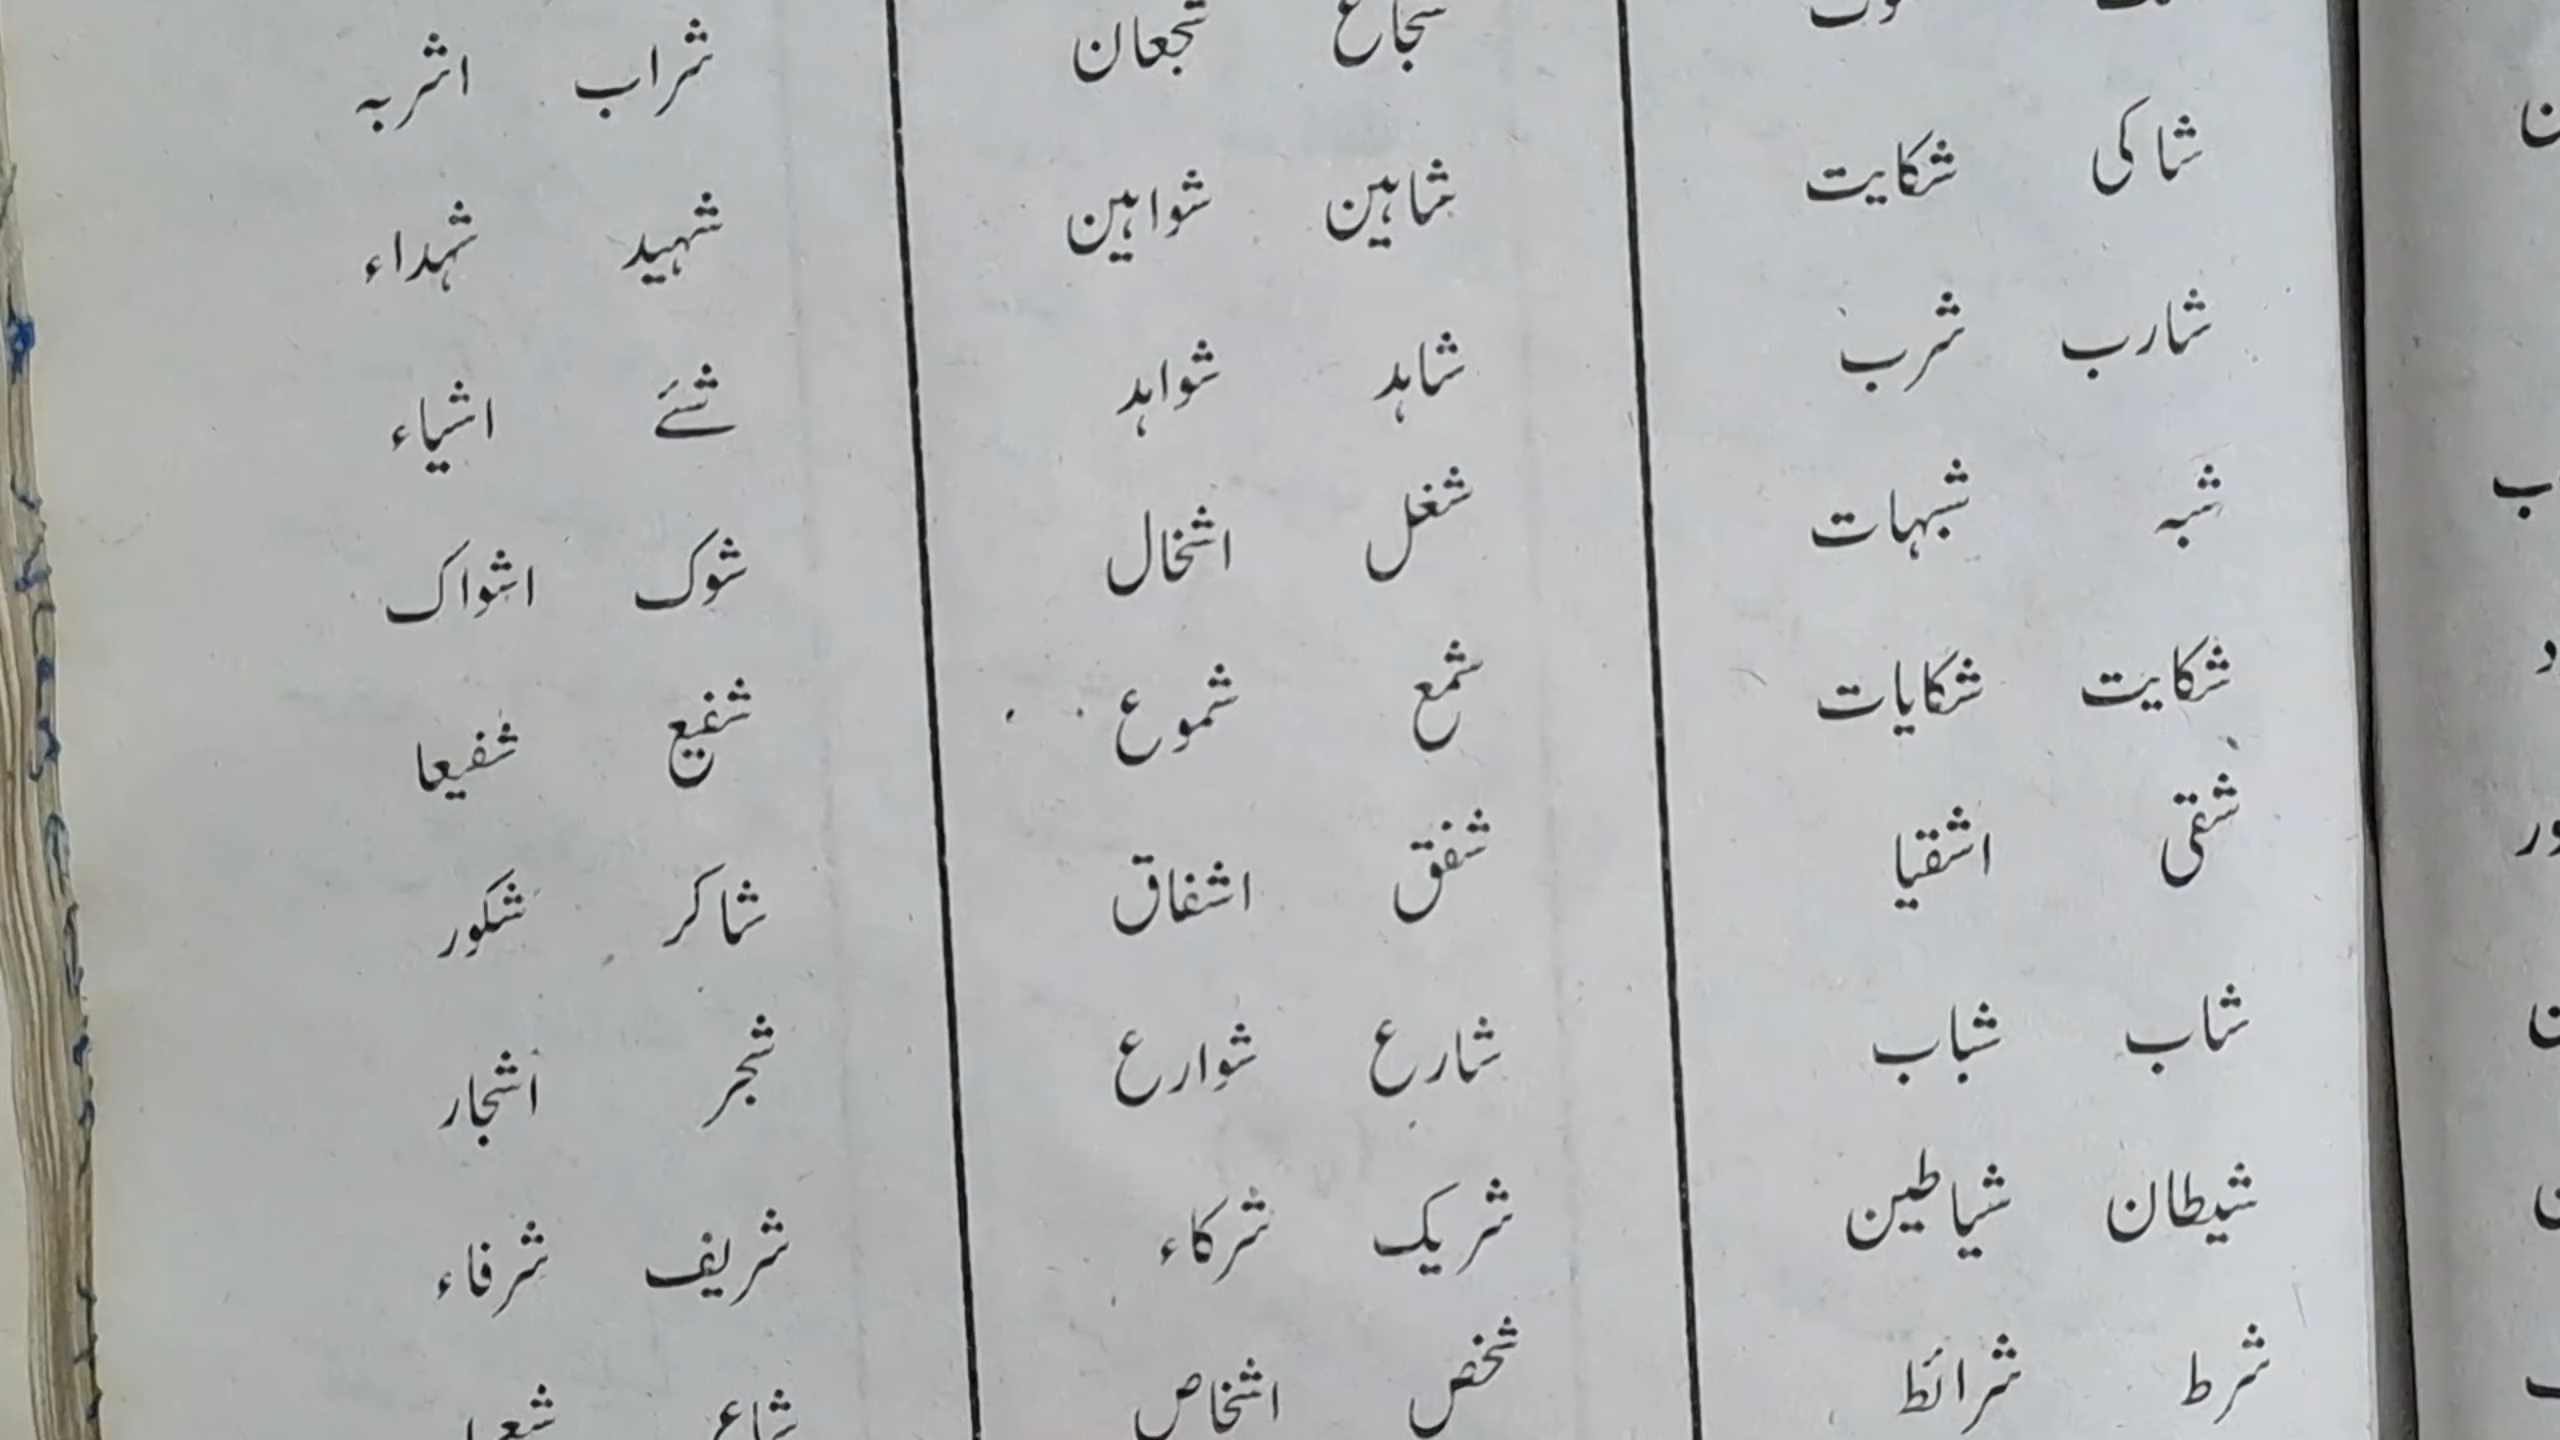 شاکی شکایت
شارب شرب
شبہ شبہات
شکایت شکایات
شقی اشقیا
شاب شباب
شیطان شیاطین
شرط شرائط
شجاع شجعان
شاہین شواہین
شاہد شواہد
شغل اشغال
شمع شموع
شفق اشفاق
شارع شوارع
شریک شرکاء
شخص اشخاص
شراب اشربہ
شہید شہداء
شئے اشیاء
شوک اشواک
شفیع شفیعا
شاکر شکور
شجر اشجار
شریف شرفاء